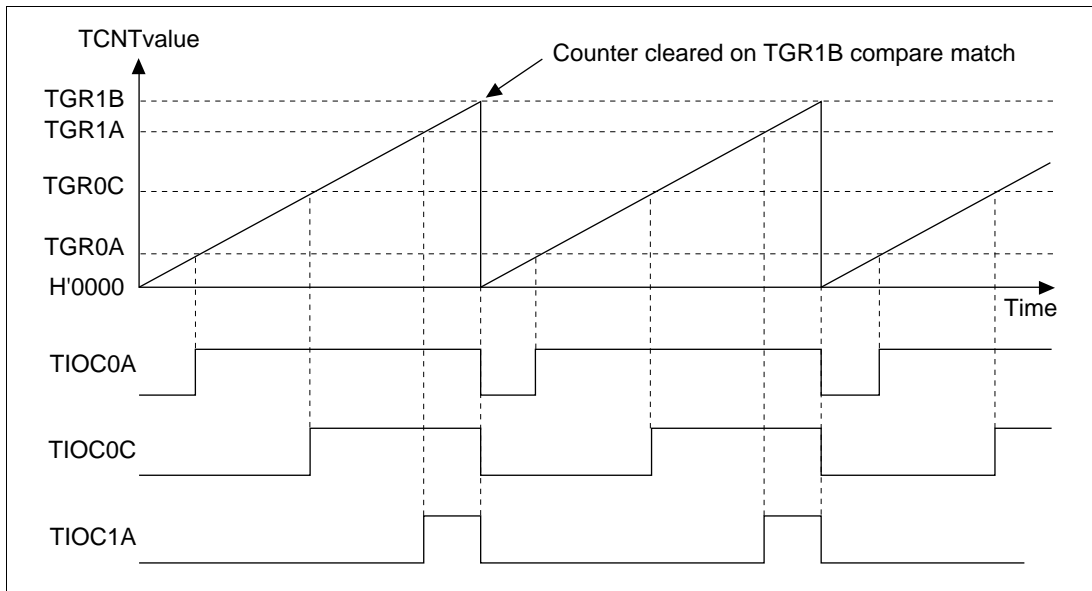 TCNTvalue
Counter cleared on TGR1B compare match
TGR1B
TGR1A
TGR0C
TGR0A
H'0000
Time
TIOC0A
TIOC0C
TIOC1A